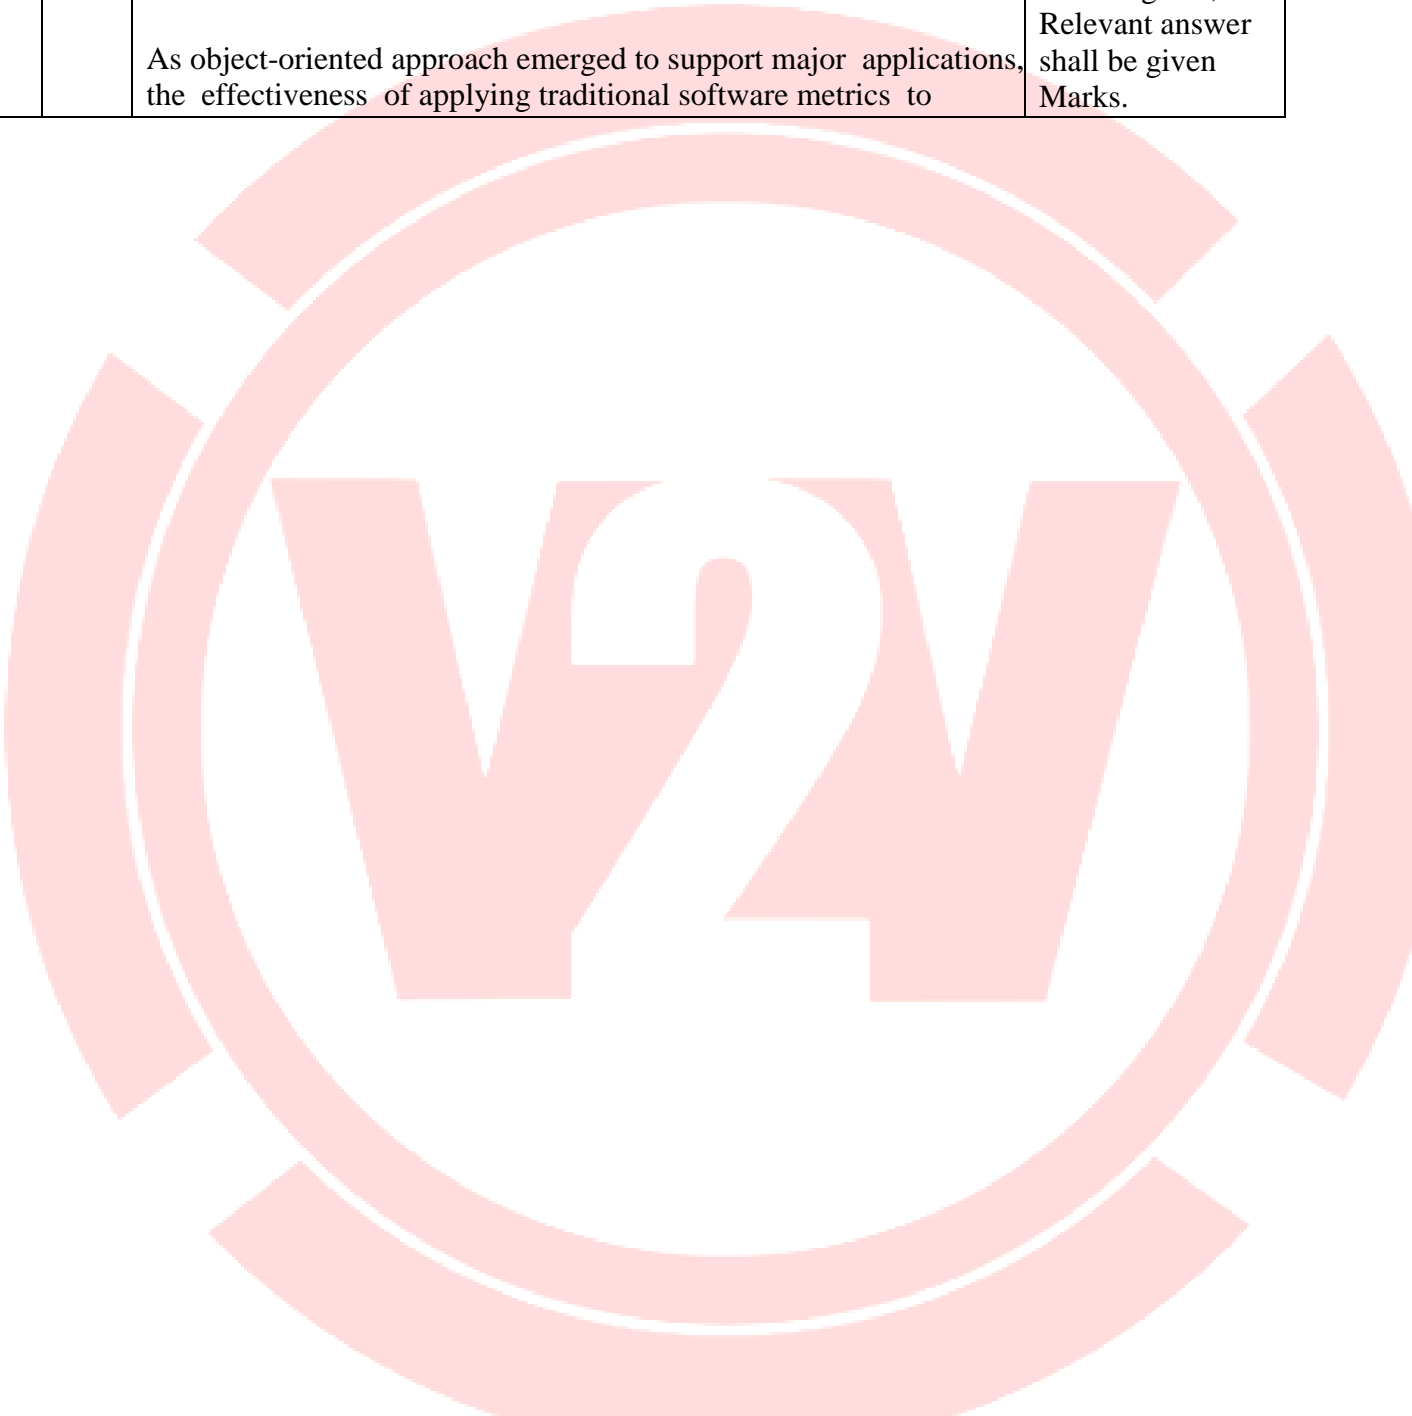 Relevant answer
As object-oriented approach emerged to support major applications, shall be given
the effectiveness of applying traditional software metrics to Marks.
V2V